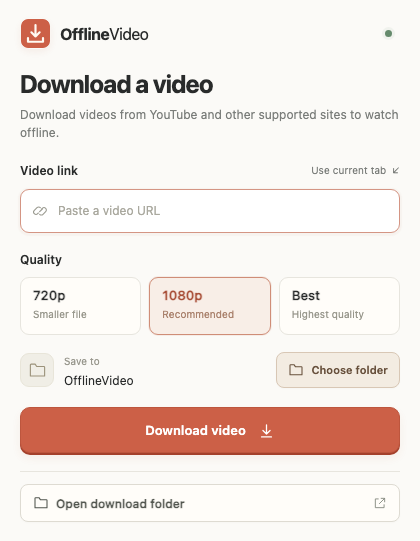 OfflineVideo
Download a video
Download videos from YouTube and other supported sites to watch
offline.
Video link
Use current tab
Paste a video URL
Quality
720p
Smaller file
1080p
Recommended
Best
Highest quality
Save to
OfflineVideo
Choose folder
Download video
Open download folder